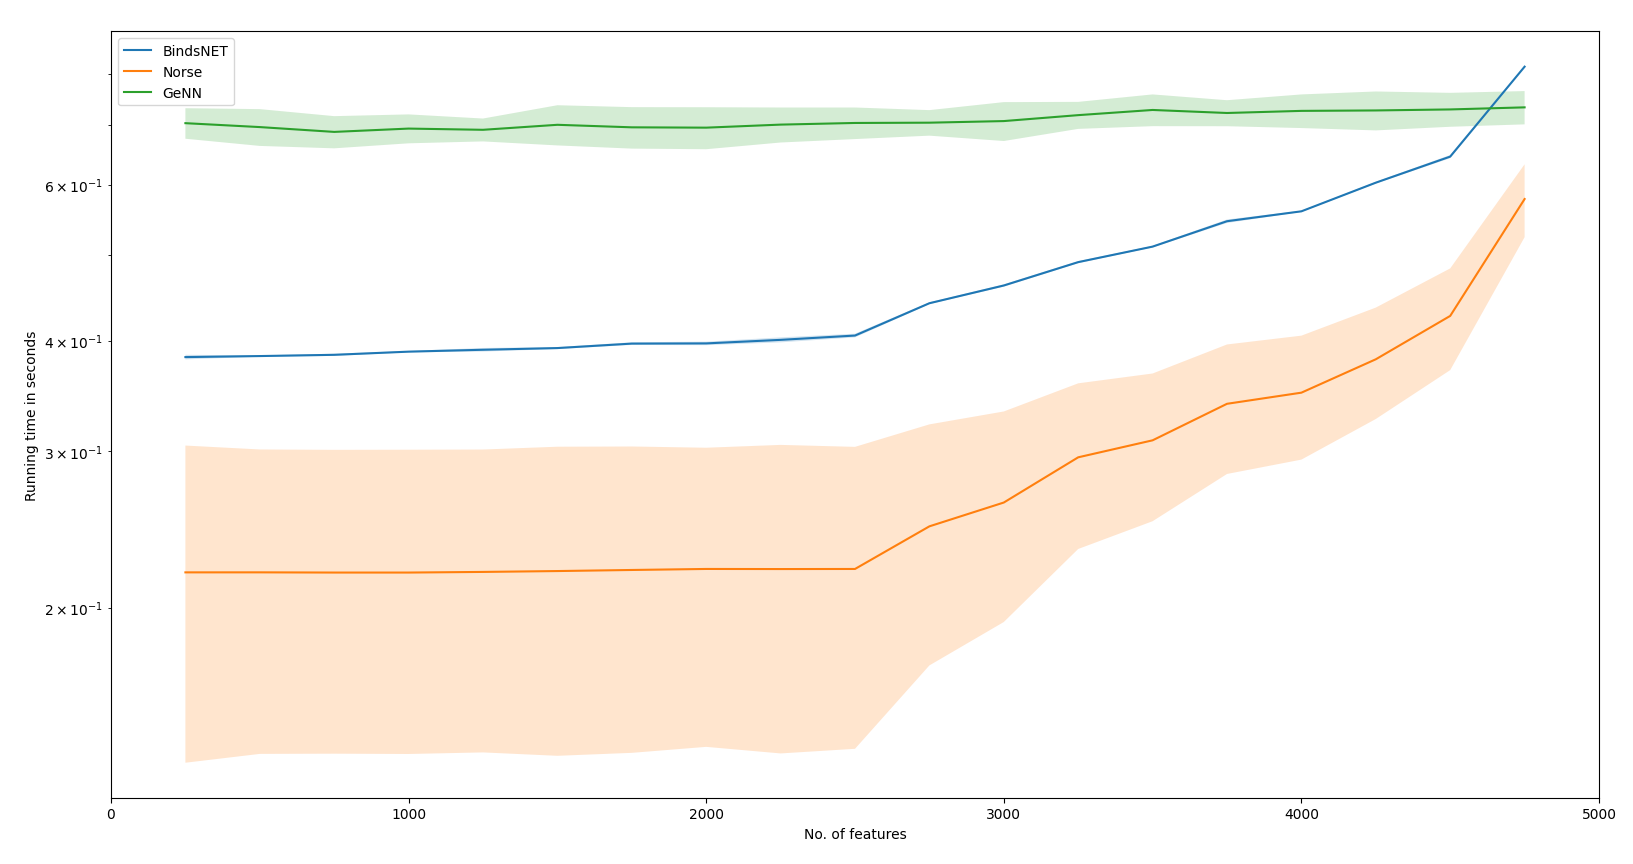 BindsNET
Norse
GeNN
6 × 10⁻¹
4 × 10⁻¹
3 × 10⁻¹
2 × 10⁻¹
Running time in seconds
0 1000 2000 3000 4000 5000
No. of features